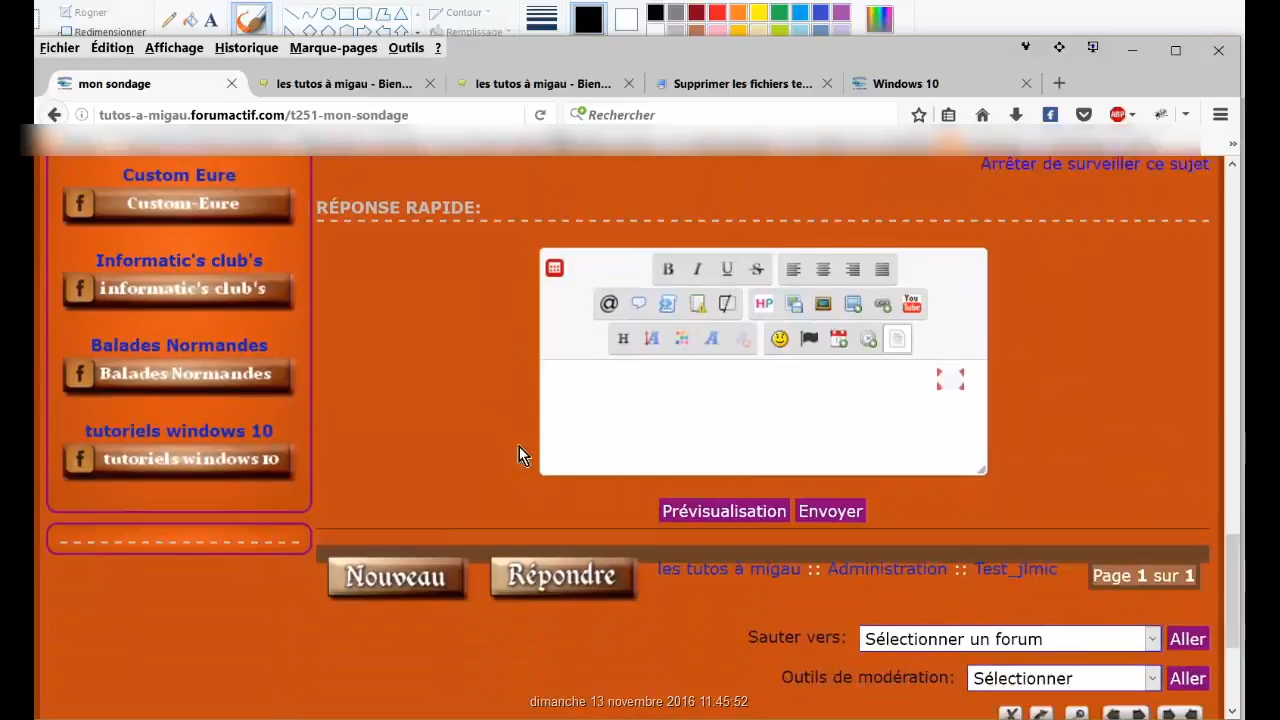 Rogner
Redimensionner
A
Contour
Remplissage
Fichier Édition Affichage Historique Marque-pages Outils ?
mon sondage
les tutos à migau - Bien...
les tutos à migau - Bien...
Supprimer les fichiers te...
Windows 10
tutos-a-migau.forumactif.com/t251-mon-sondage
Rechercher
ABP
Arrêter de surveiller ce sujet
Custom Eure
Custom-Eure
RÉPONSE RAPIDE:
Informatic's club's
informatic's club's
B I U S
@ HP You Tube
H A A
Balades Normandes
Balades Normandes
tutoriels windows 10
tutoriels windows 10
Prévisualisation Envoyer
Nouveau
Répondre
les tutos à migau :: Administration :: Test_jlmic
Page 1 sur 1
Sauter vers: Sélectionner un forum Aller
Outils de modération: Sélectionner Aller
dimanche 13 novembre 2016 11:45:52